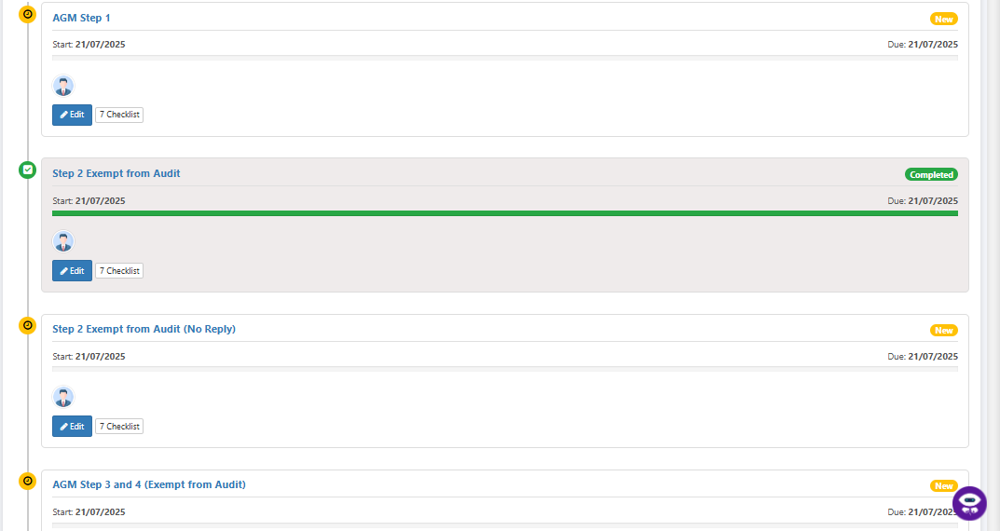 AGM Step 1
New
Start: 21/07/2025
Due: 21/07/2025
Edit
7 Checklist
Step 2 Exempt from Audit
Completed
Start: 21/07/2025
Due: 21/07/2025
Edit
7 Checklist
Step 2 Exempt from Audit (No Reply)
New
Start: 21/07/2025
Due: 21/07/2025
Edit
7 Checklist
AGM Step 3 and 4 (Exempt from Audit)
New
Start: 21/07/2025
Due: 21/07/2025